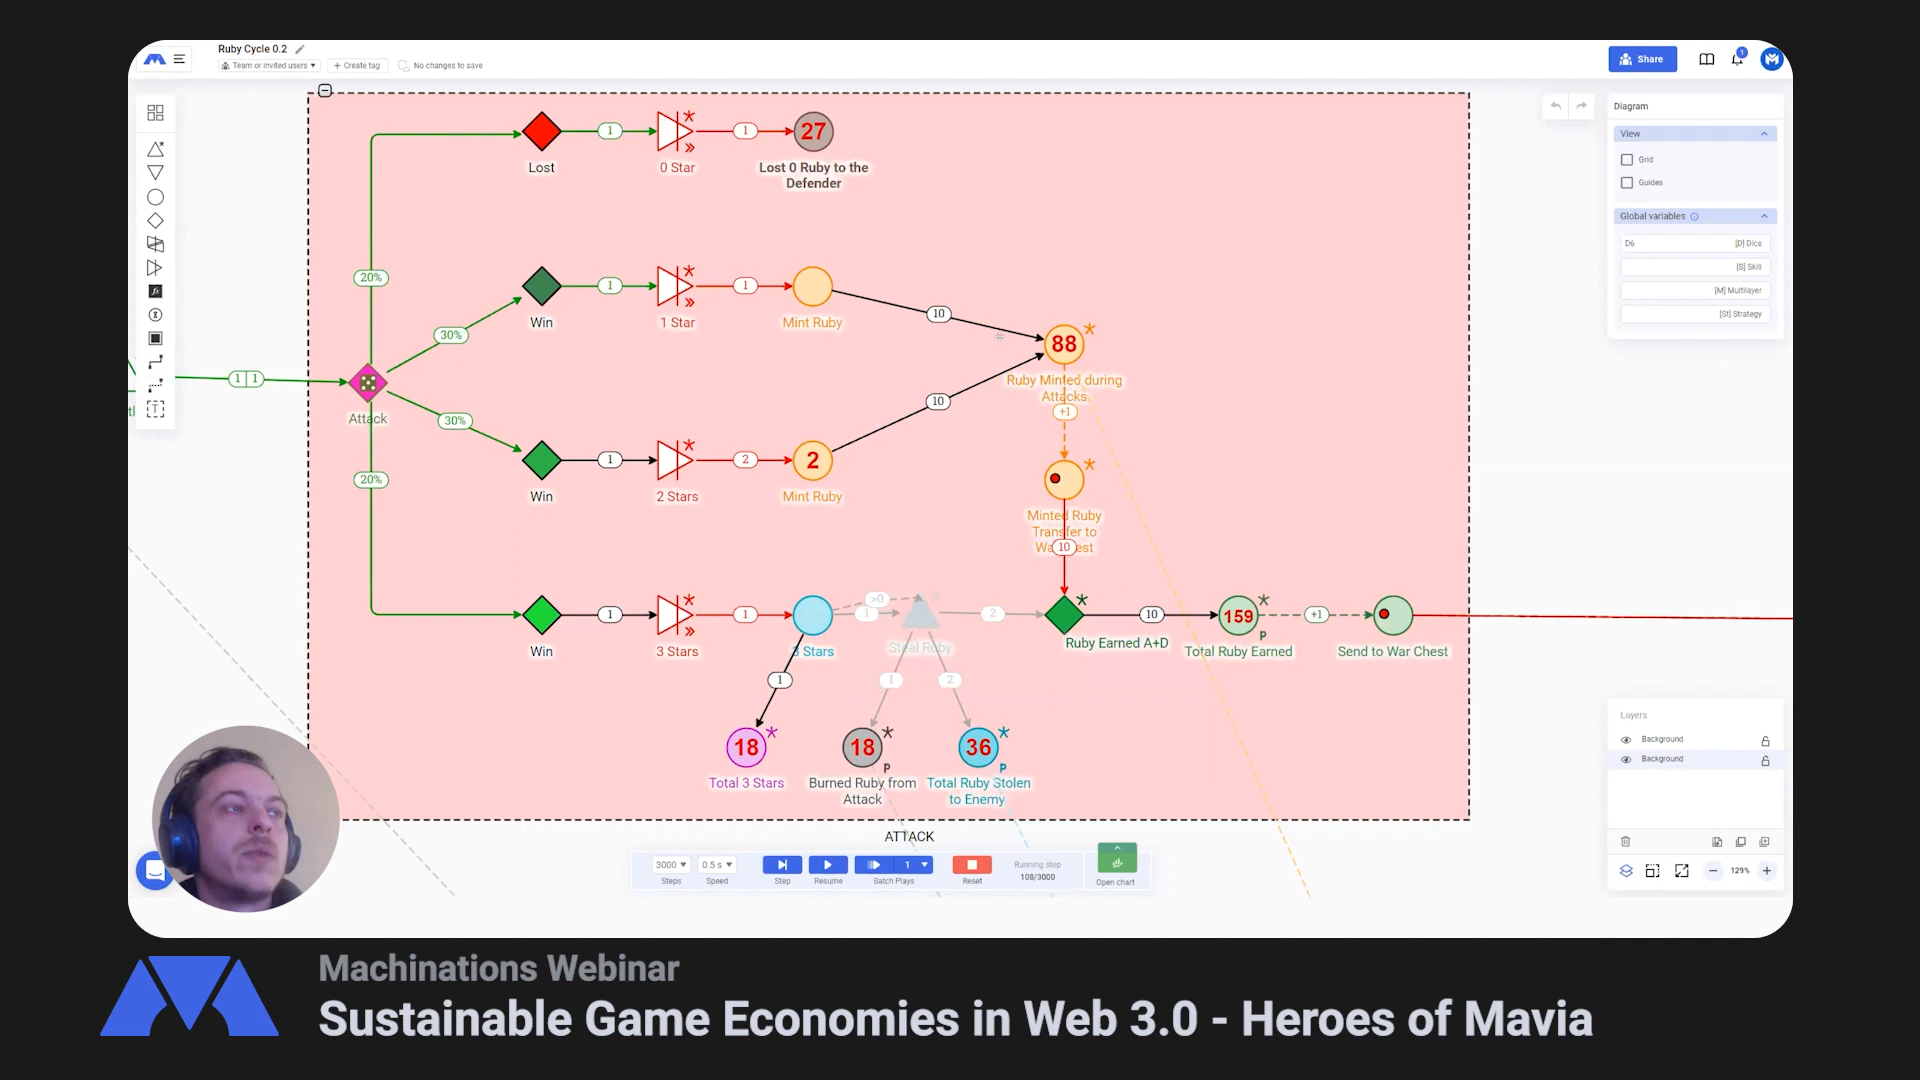 Ruby Cycle 0.2
Team or invited users
+ Create tag
No changes to save
Share
1
Diagram
View
Grid
Guides
Global variables
D6 [D] Dice
[S] Skill
[M] Multilayer
[St] Strategy
Lost
1
0 Star
1
27
Lost 0 Ruby to the
Defender
20%
Win
1
1 Star
1
Mint Ruby
10
30%
88
Ruby Minted during
Attacks
+1
1 | 1
Attack
30%
10
Win
1
2 Stars
2
2
Mint Ruby
20%
Minted Ruby
Transfer to
10
Win
1
3 Stars
1
3 Stars
>0
1
Steal Ruby
2
Ruby Earned A+D
10
159
P
Total Ruby Earned
+1
Send to War Chest
1
1
2
18
Total 3 Stars
18
P
Burned Ruby from
Attack
36
P
Total Ruby Stolen
to Enemy
ATTACK
3000
Steps
0.5 s
Speed
Step
Resume
1
Batch Plays
Reset
Running step
108/3000
Open chart
Layers
Background
Background
129%
Machinations Webinar
Sustainable Game Economies in Web 3.0 - Heroes of Mavia